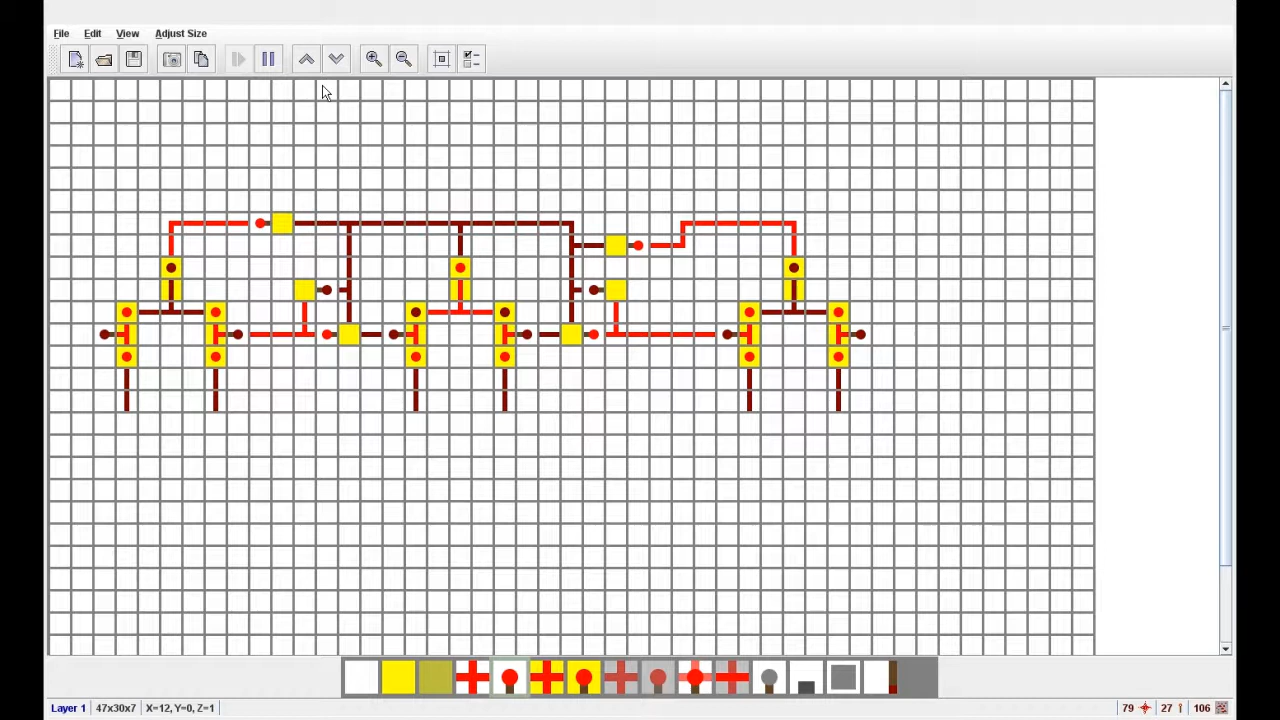 File Edit View Adjust Size
Layer 1 47x30x7 X=12, Y=0, Z=1 79 27 106